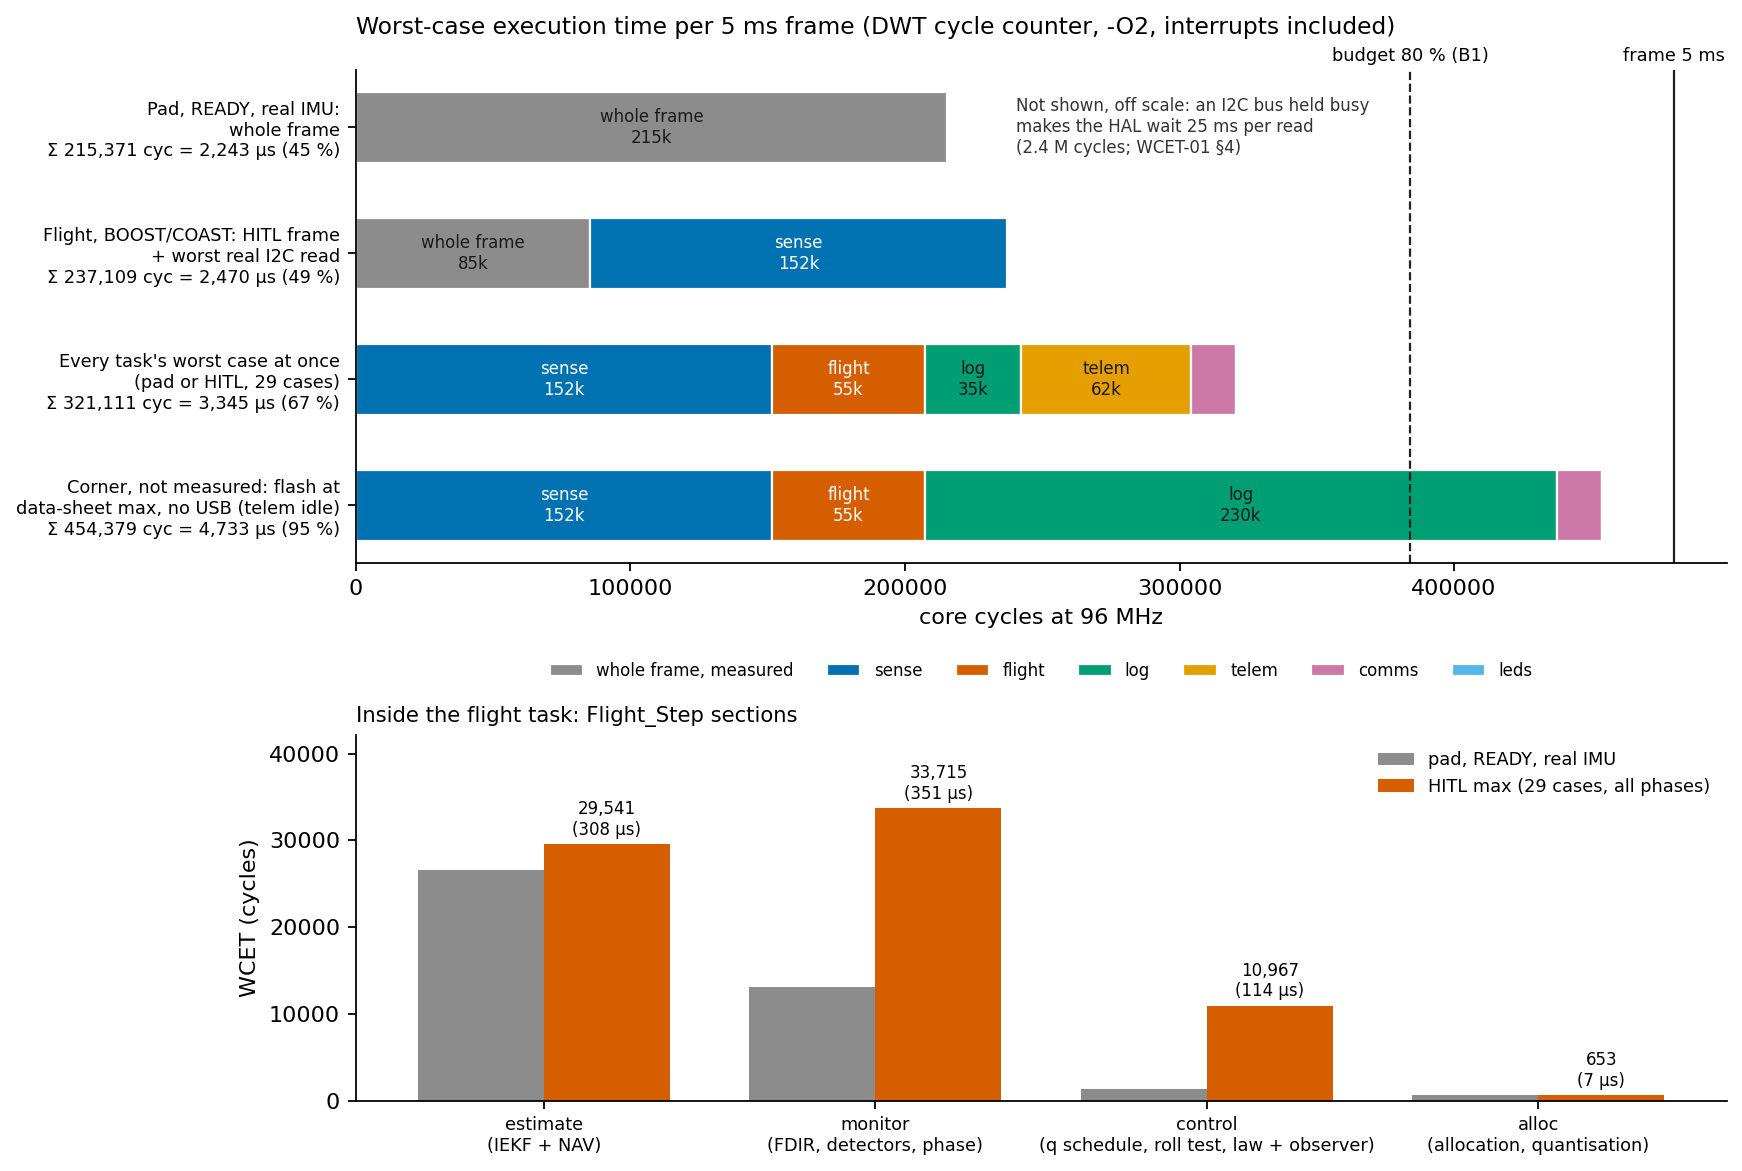 Worst-case execution time per 5 ms frame (DWT cycle counter, -O2, interrupts included)
budget 80 % (B1)
frame 5 ms
Pad, READY, real IMU:
whole frame
Σ 215,371 cyc = 2,243 µs (45 %)
whole frame
215k
Not shown, off scale: an I2C bus held busy
makes the HAL wait 25 ms per read
(2.4 M cycles; WCET-01 §4)
Flight, BOOST/COAST: HITL frame
+ worst real I2C read
Σ 237,109 cyc = 2,470 µs (49 %)
whole frame
85k
sense
152k
Every task's worst case at once
(pad or HITL, 29 cases)
Σ 321,111 cyc = 3,345 µs (67 %)
sense
152k
flight
55k
log
35k
telem
62k
Corner, not measured: flash at
data-sheet max, no USB (telem idle)
Σ 454,379 cyc = 4,733 µs (95 %)
sense
152k
flight
55k
log
230k
0
100000
200000
300000
400000
core cycles at 96 MHz
whole frame, measured
sense
flight
log
telem
comms
leds
Inside the flight task: Flight_Step sections
WCET (cycles)
40000
30000
20000
10000
0
pad, READY, real IMU
HITL max (29 cases, all phases)
29,541
(308 µs)
33,715
(351 µs)
10,967
(114 µs)
653
(7 µs)
estimate
(IEKF + NAV)
monitor
(FDIR, detectors, phase)
control
(q schedule, roll test, law + observer)
alloc
(allocation, quantisation)